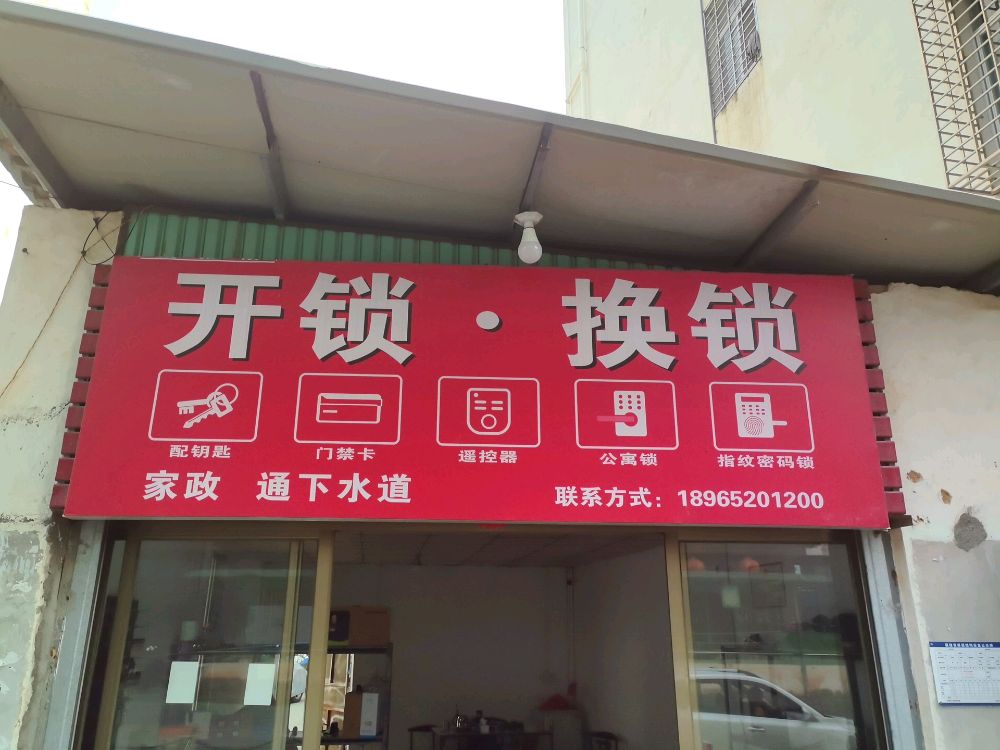 开锁·换锁
配钥匙 门禁卡 遥控器 公寓锁 指纹密码锁
家政 通下水道 联系方式：18965201200